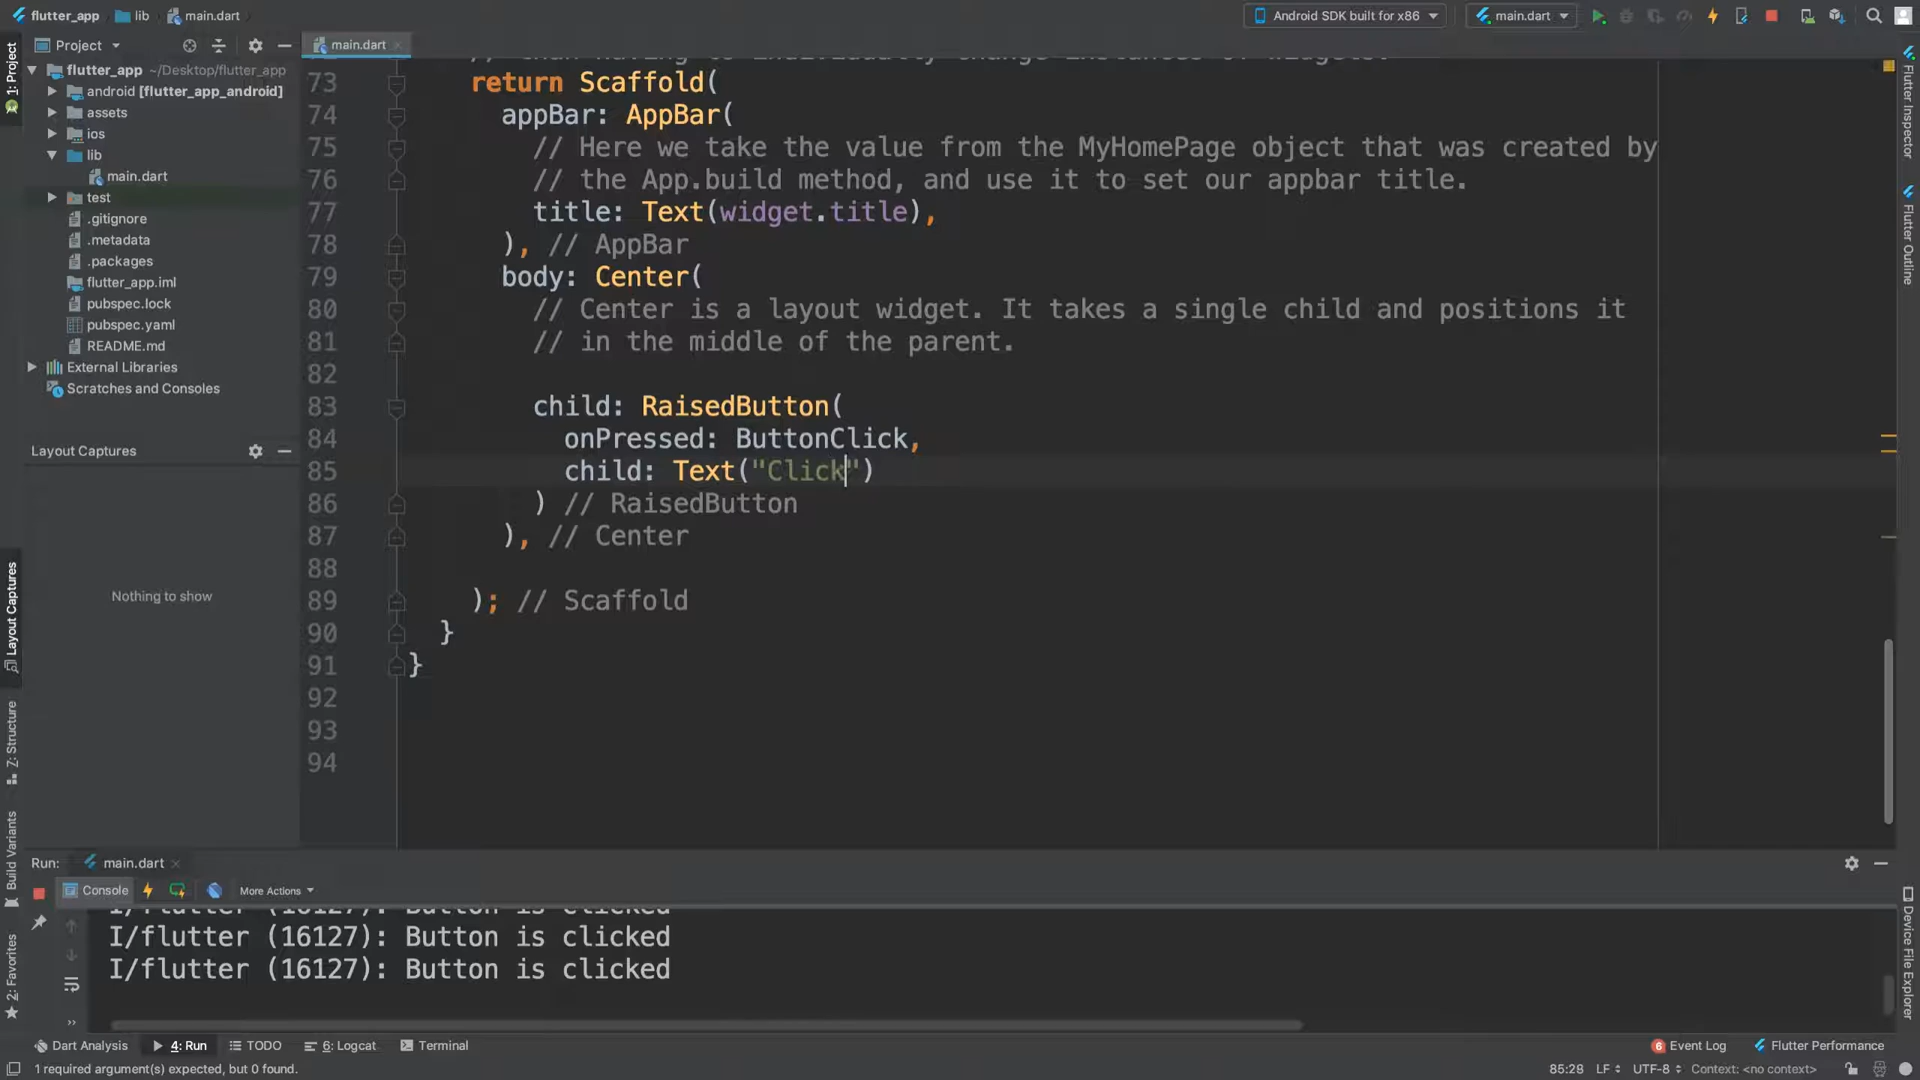 flutter_app
lib
main.dart
Android SDK built for x86
main.dart
Project
main.dart
1: Project
Layout Captures
Z: Structure
Build Variants
2: Favorites
flutter_app ~/Desktop/flutter_app
android [flutter_app_android]
assets
ios
lib
main.dart
test
.gitignore
.metadata
.packages
flutter_app.iml
pubspec.lock
pubspec.yaml
README.md
External Libraries
Scratches and Consoles
Layout Captures
Nothing to show
73 return Scaffold(
74 appBar: AppBar(
75 // Here we take the value from the MyHomePage object that was created by
76 // the App.build method, and use it to set our appbar title.
77 title: Text(widget.title),
78 ), // AppBar
79 body: Center(
80 // Center is a layout widget. It takes a single child and positions it
81 // in the middle of the parent.
82
83 child: RaisedButton(
84 onPressed: ButtonClick,
85 child: Text("Click")
86 ) // RaisedButton
87 ), // Center
88
89 ); // Scaffold
90 }
91 }
92
93
94
Flutter Inspector
Flutter Outline
Device File Explorer
Run: main.dart
Console
More Actions
I/flutter (16127): Button is clicked
I/flutter (16127): Button is clicked
I/flutter (16127): Button is clicked
Dart Analysis
4: Run
TODO
6: Logcat
Terminal
6 Event Log
Flutter Performance
1 required argument(s) expected, but 0 found.
85:28 LF UTF-8 Context: <no context>